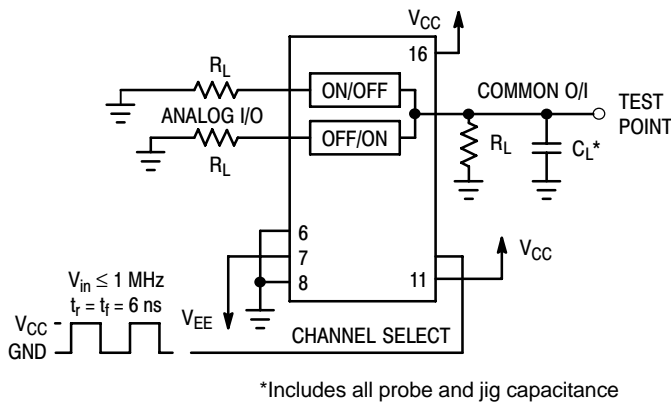 VCC
16
RL
ON/OFF
COMMON O/I
TEST
POINT
ANALOG I/O
OFF/ON
RL
RL
CL*
6
7
8
11
VCC
Vin ≤ 1 MHz
tr = tf = 6 ns
VCC
GND
VEE
CHANNEL SELECT
*Includes all probe and jig capacitance